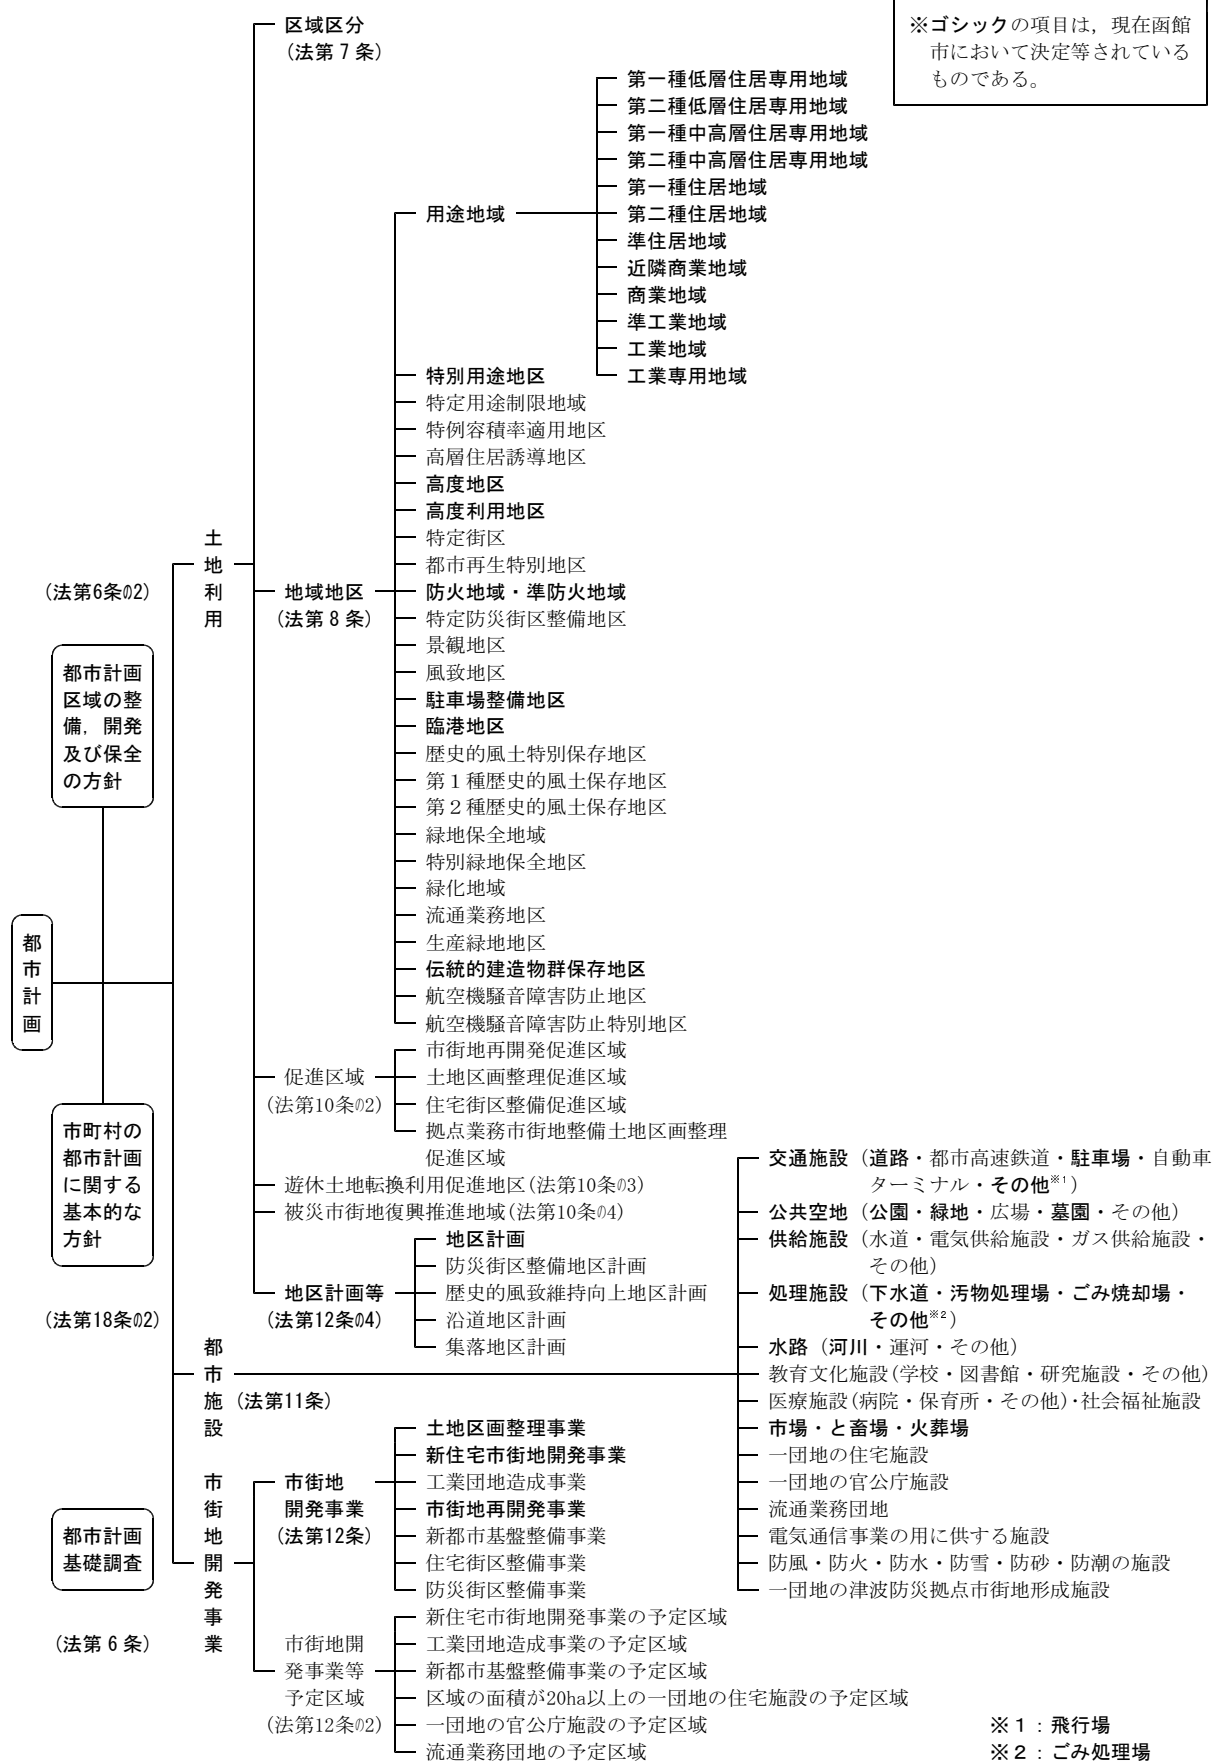 ※ゴシックの項目は，現在函館
市において決定等されている
ものである。
都市計画
(法第6条の2)
都市計画
区域の整
備，開発
及び保全
の方針
市町村の
都市計画
に関する
基本的な
方針
(法第18条の2)
都市計画
基礎調査
(法第６条)
土地利用
区域区分
(法第７条)
地域地区
(法第８条)
用途地域
第一種低層住居専用地域
第二種低層住居専用地域
第一種中高層住居専用地域
第二種中高層住居専用地域
第一種住居地域
第二種住居地域
準住居地域
近隣商業地域
商業地域
準工業地域
工業地域
工業専用地域
特別用途地区
特定用途制限地域
特例容積率適用地区
高層住居誘導地区
高度地区
高度利用地区
特定街区
都市再生特別地区
防火地域・準防火地域
特定防災街区整備地区
景観地区
風致地区
駐車場整備地区
臨港地区
歴史的風土特別保存地区
第１種歴史的風土保存地区
第２種歴史的風土保存地区
緑地保全地域
特別緑地保全地区
緑化地域
流通業務地区
生産緑地地区
伝統的建造物群保存地区
航空機騒音障害防止地区
航空機騒音障害防止特別地区
促進区域
(法第10条の2)
市街地再開発促進区域
土地区画整理促進区域
住宅街区整備促進区域
拠点業務市街地整備土地区画整理
促進区域
遊休土地転換利用促進地区(法第10条の3)
被災市街地復興推進地域(法第10条の4)
地区計画等
(法第12条の4)
地区計画
防災街区整備地区計画
歴史的風致維持向上地区計画
沿道地区計画
集落地区計画
都市施設
(法第11条)
交通施設（道路・都市高速鉄道・駐車場・自動車
ターミナル・その他※1）
公共空地（公園・緑地・広場・墓園・その他）
供給施設（水道・電気供給施設・ガス供給施設・
その他）
処理施設（下水道・汚物処理場・ごみ焼却場・
その他※2）
水路（河川・運河・その他）
教育文化施設(学校・図書館・研究施設・その他)
医療施設(病院・保育所・その他)・社会福祉施設
市場・と畜場・火葬場
一団地の住宅施設
一団地の官公庁施設
流通業務団地
電気通信事業の用に供する施設
防風・防火・防水・防雪・防砂・防潮の施設
一団地の津波防災拠点市街地形成施設
市街地開発事業
市街地
開発事業
(法第12条)
土地区画整理事業
新住宅市街地開発事業
工業団地造成事業
市街地再開発事業
新都市基盤整備事業
住宅街区整備事業
防災街区整備事業
市街地開
発事業等
予定区域
(法第12条の2)
新住宅市街地開発事業の予定区域
工業団地造成事業の予定区域
新都市基盤整備事業の予定区域
区域の面積が20ha以上の一団地の住宅施設の予定区域
一団地の官公庁施設の予定区域
流通業務団地の予定区域
※１：飛行場
※２：ごみ処理場